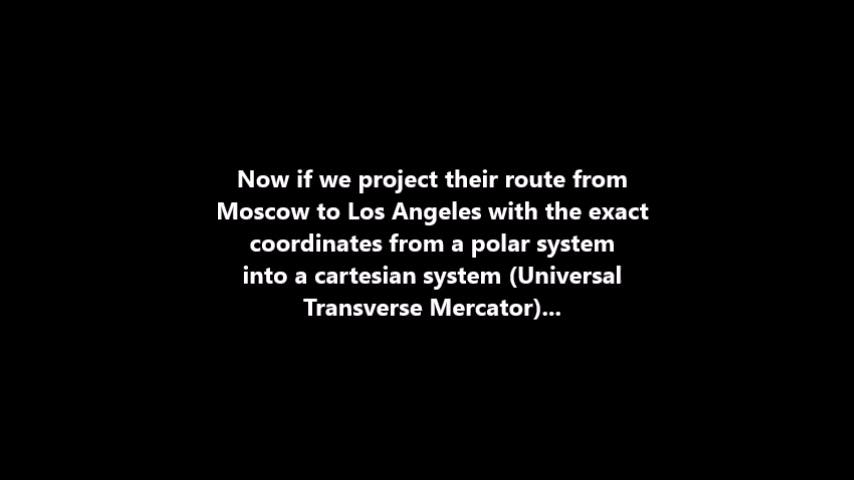 Now if we project their route from
Moscow to Los Angeles with the exact
coordinates from a polar system
into a cartesian system (Universal
Transverse Mercator)...